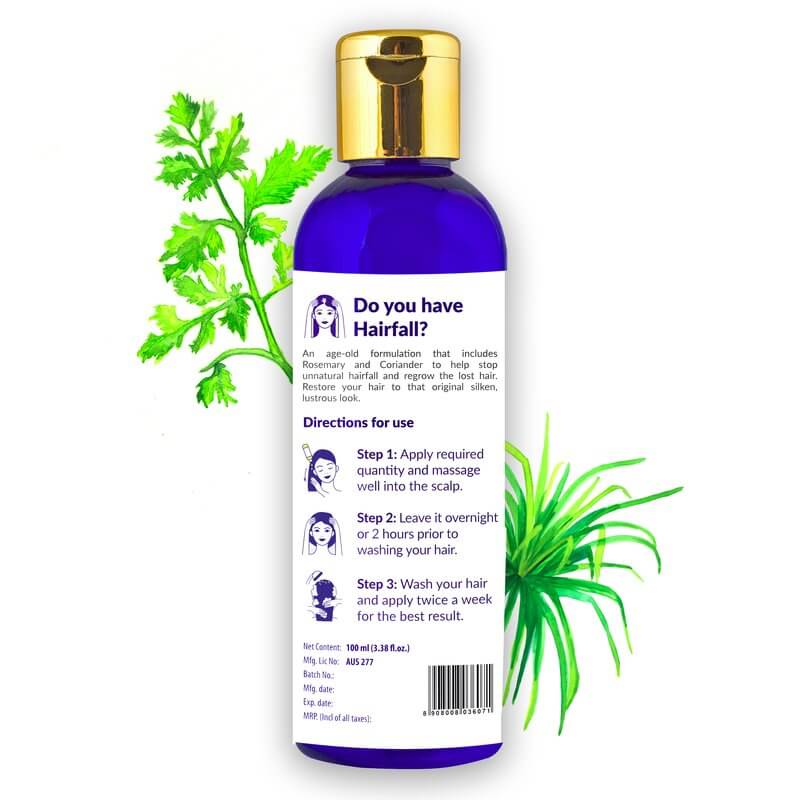 Do you have
Hairfall?
An age-old formulation that includes
Rosemary and Coriander to help stop
unnatural hairfall and regrow the lost hair.
Restore your hair to that original silken,
lustrous look.
Directions for use
Step 1: Apply required
quantity and massage
well into the scalp.
Step 2: Leave it overnight
or 2 hours prior to
washing your hair.
Step 3: Wash your hair
and apply twice a week
for the best result.
Net Content: 100 ml (3.38 fl.oz.)
Mfg. Lic No: AUS 277
Batch No.:
Mfg. date:
Exp. date:
MRP. (Incl of all taxes):
8 908008 036071